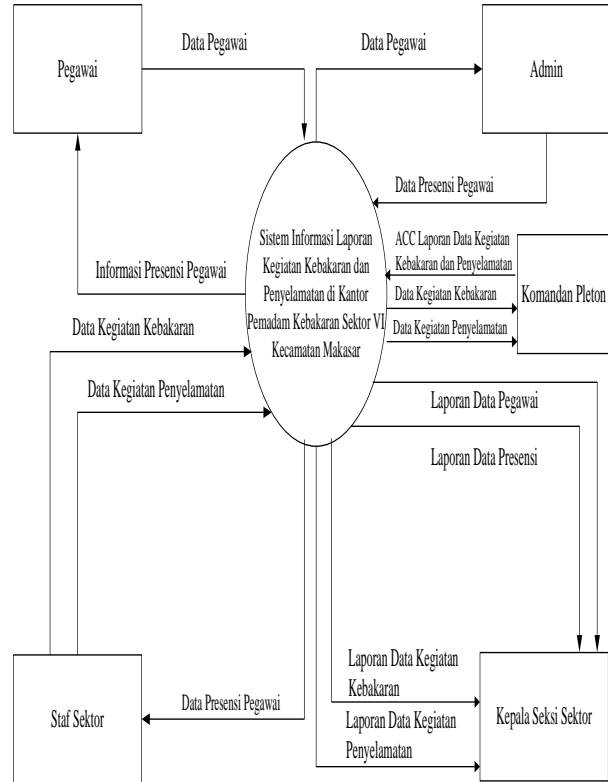 Data Pegawai
Data Pegawai
Pegawai
Admin
Data Presensi Pegawai
Sistem Informasi Laporan
Kegiatan Kebakaran dan
Penyelamatan di Kantor
Pemadam Kebakaran Sektor VI
Kecamatan Makasar
ACC Laporan Data Kegiatan
Kebakaran dan Penyelamatan
Data Kegiatan Kebakaran
Data Kegiatan Penyelamatan
Komandan Pleton
Informasi Presensi Pegawai
Data Kegiatan Kebakaran
Data Kegiatan Penyelamatan
Laporan Data Pegawai
Laporan Data Presensi
Staf Sektor
Data Presensi Pegawai
Laporan Data Kegiatan
Kebakaran
Laporan Data Kegiatan
Penyelamatan
Kepala Seksi Sektor